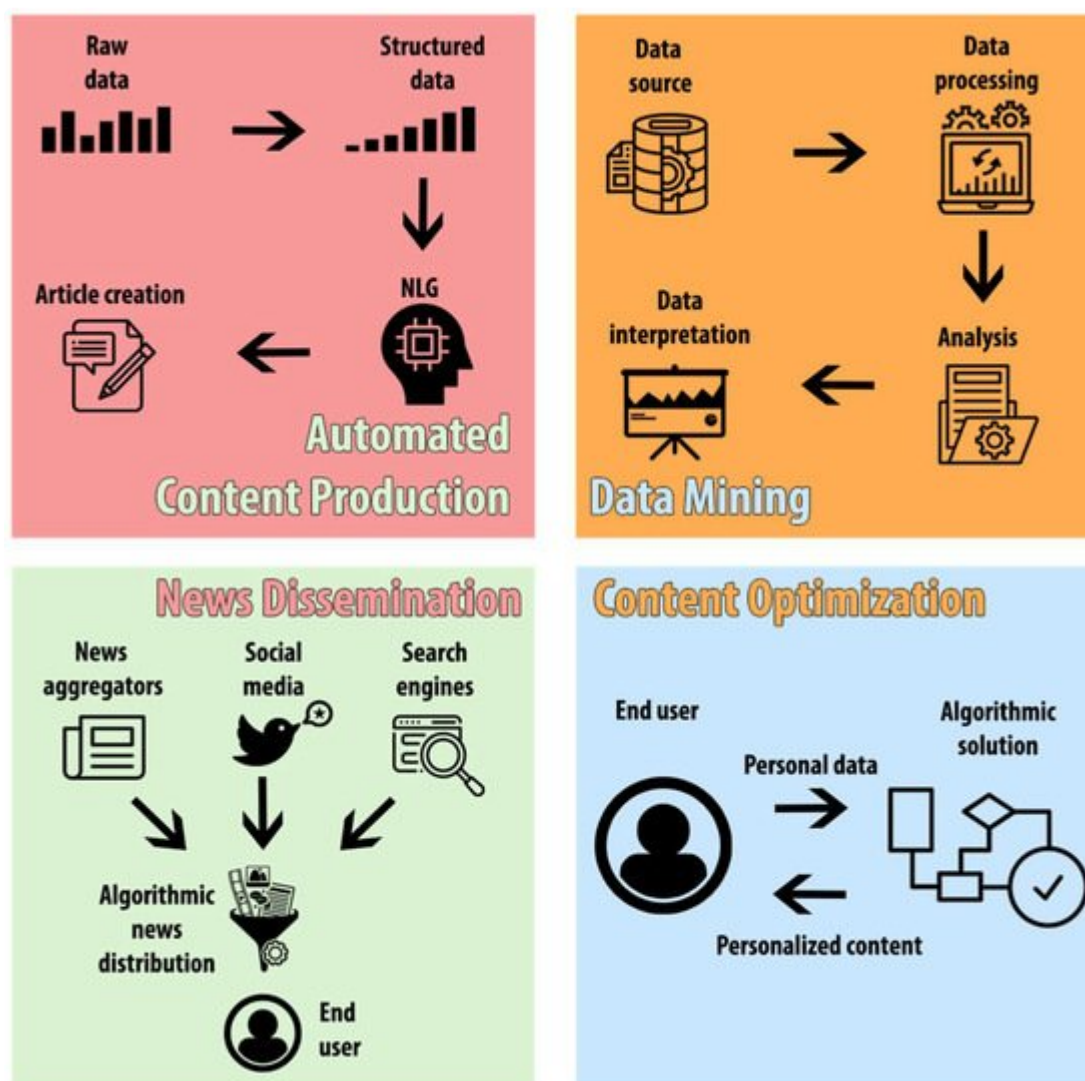 Raw
data
Structured
data
Article creation
NLG
Automated
Content Production
Data
source
Data
processing
Data
interpretation
Analysis
Data Mining
News Dissemination
News
aggregators
Social
media
Search
engines
Algorithmic
news
distribution
End
user
Content Optimization
End user
Algorithmic
solution
Personal data
Personalized content